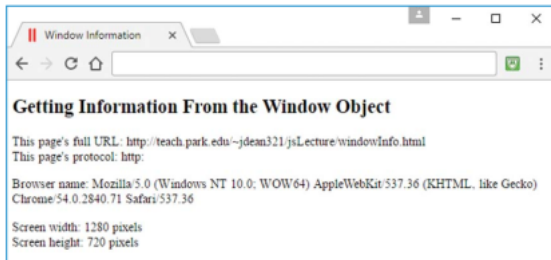 Window Information
Getting Information From the Window Object
This page's full URL: http://teach.park.edu/~jdean321/jsLecture/windowInfo.html
This page's protocol: http:
Browser name: Mozilla/5.0 (Windows NT 10.0; WOW64) AppleWebKit/537.36 (KHTML, like Gecko)
Chrome/54.0.2840.71 Safari/537.36
Screen width: 1280 pixels
Screen height: 720 pixels